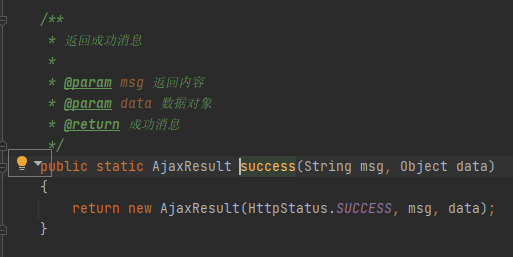 /**
 * 返回成功消息
 *
 * @param msg 返回内容
 * @param data 数据对象
 * @return 成功消息
 */
public static AjaxResult success(String msg, Object data)
{
    return new AjaxResult(HttpStatus.SUCCESS, msg, data);
}